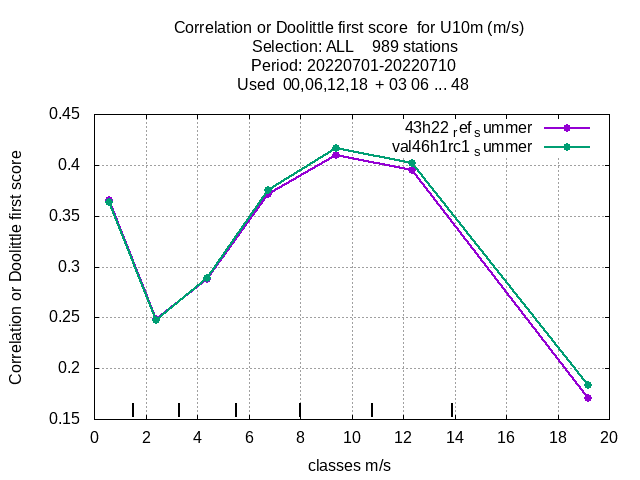 Correlation or Doolittle first score  for U10m (m/s)
Selection: ALL    989 stations
Period: 20220701-20220710
Used  00,06,12,18  + 03 06 ... 48
43h22 ref summer
val46h1rc1 summer
Correlation or Doolittle first score
0.45
0.4
0.35
0.3
0.25
0.2
0.15
0 2 4 6 8 10 12 14 16 18 20
classes m/s